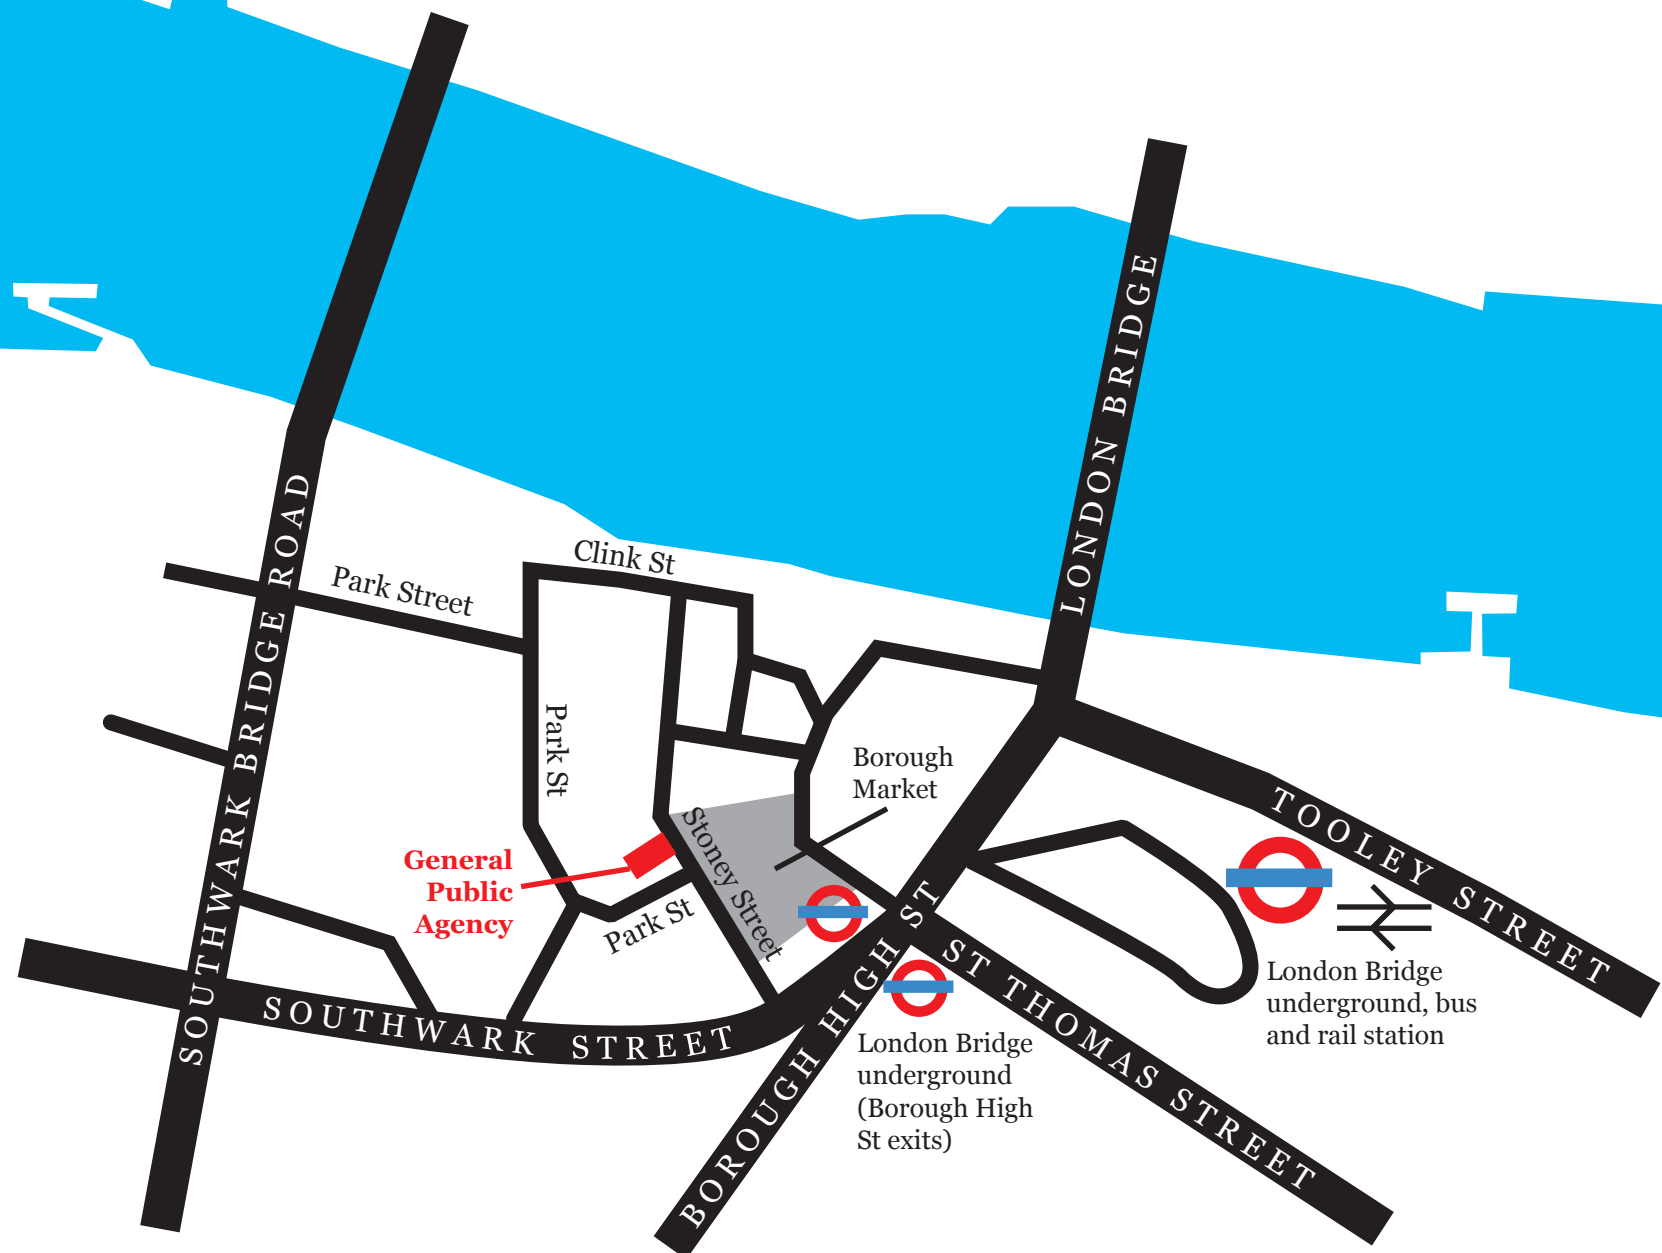 LONDON BRIDGE
SOUTHWARK BRIDGE ROAD
Clink St
Park Street
Park St
Borough
Market
Stoney Street
TOOLEY STREET
General
Public
Agency
Park St
BOROUGH HIGH ST
ST THOMAS STREET
London Bridge
underground, bus
and rail station
SOUTHWARK STREET
London Bridge
underground
(Borough High
St exits)